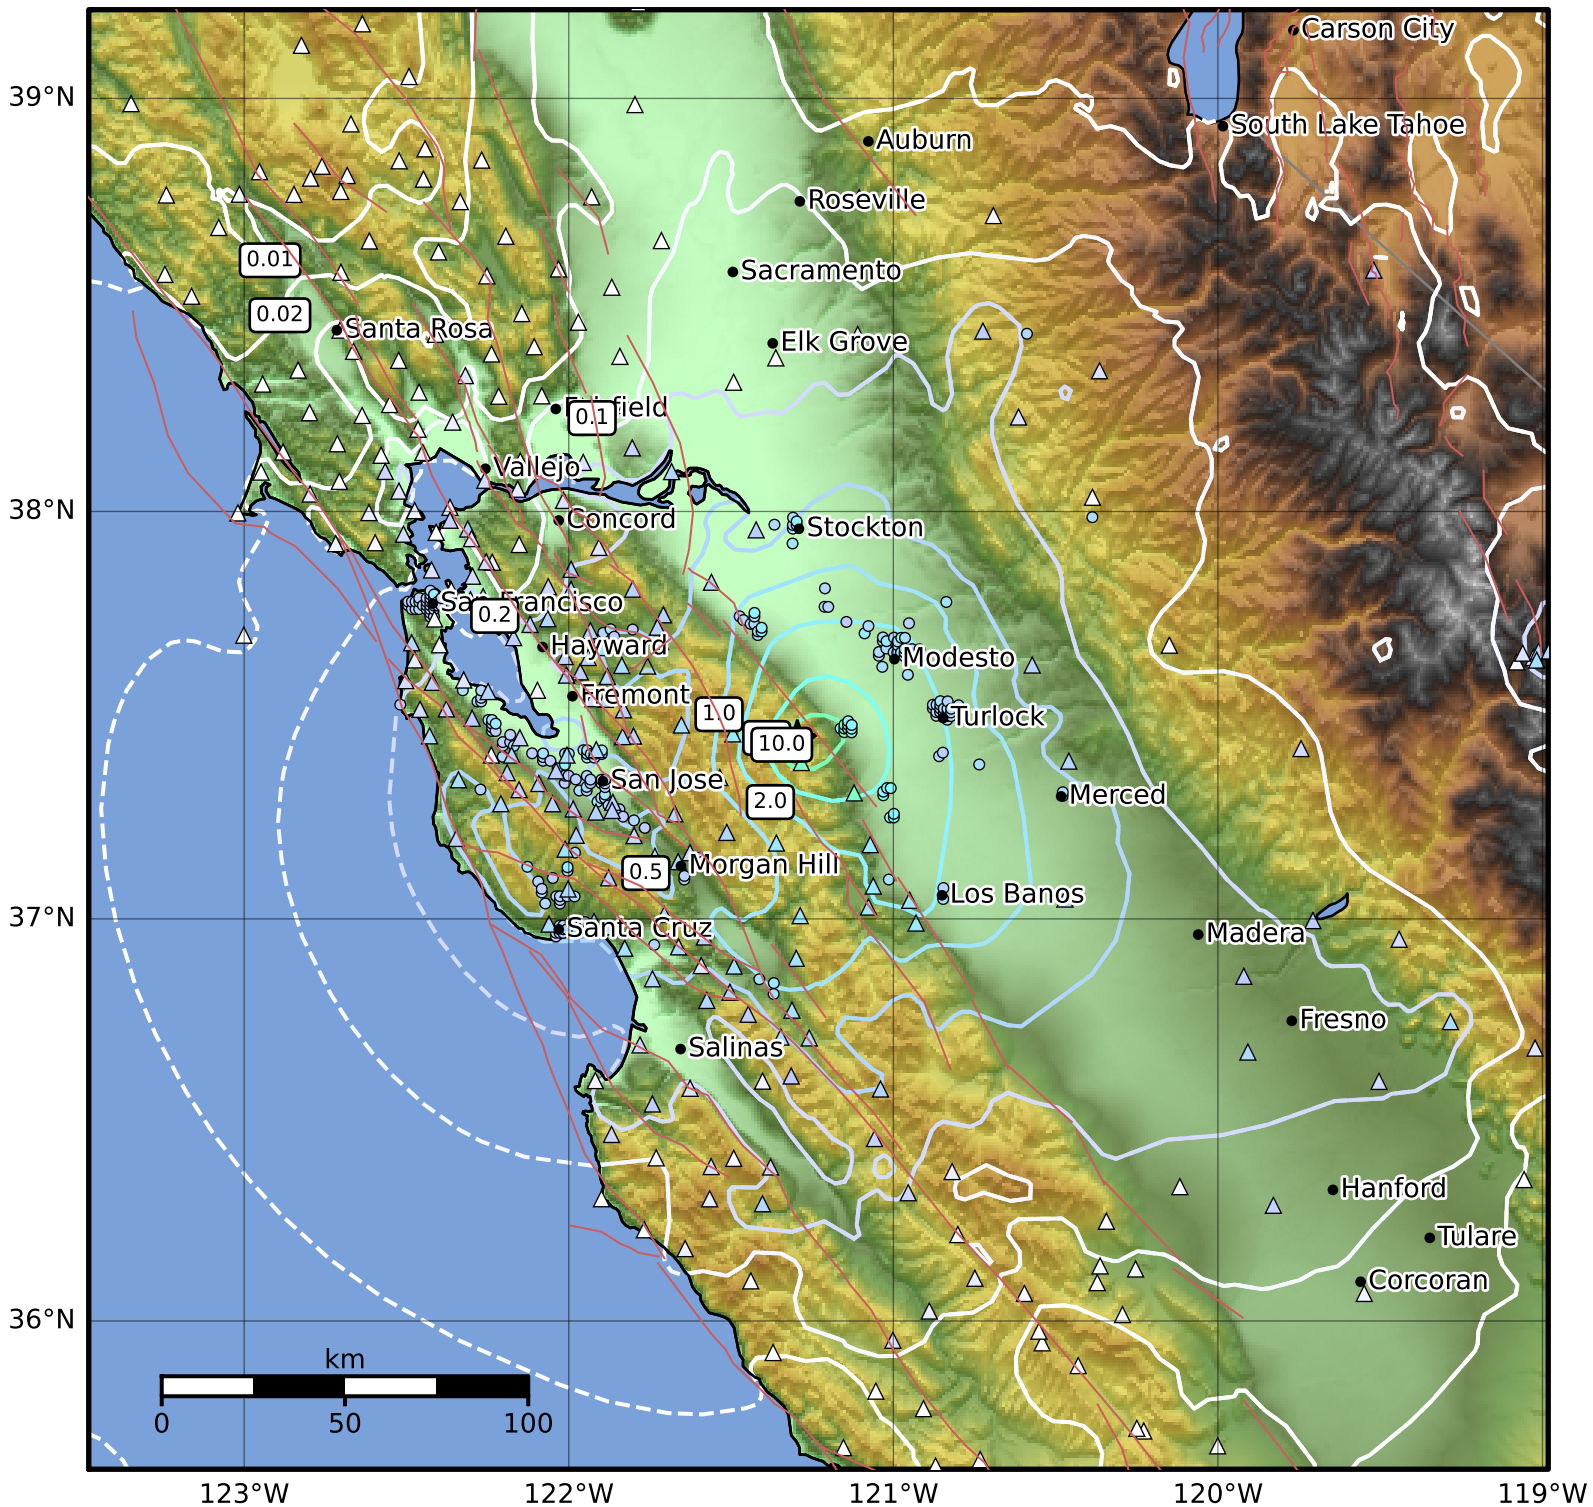 Carson City
39°N
South Lake Tahoe
Auburn
Roseville
0.01
Sacramento
0.02
Santa Rosa
Elk Grove
Fairfield
0.1
Vallejo
38°N
Concord
Stockton
San Francisco
0.2
Hayward
Modesto
Fremont
1.0
Turlock
10.0
San Jose
2.0
Merced
0.5
Morgan Hill
Los Banos
37°N
Santa Cruz
Madera
Fresno
Salinas
Hanford
Tulare
Corcoran
36°N
km
0 50 100
123°W 122°W 121°W 120°W 119°W